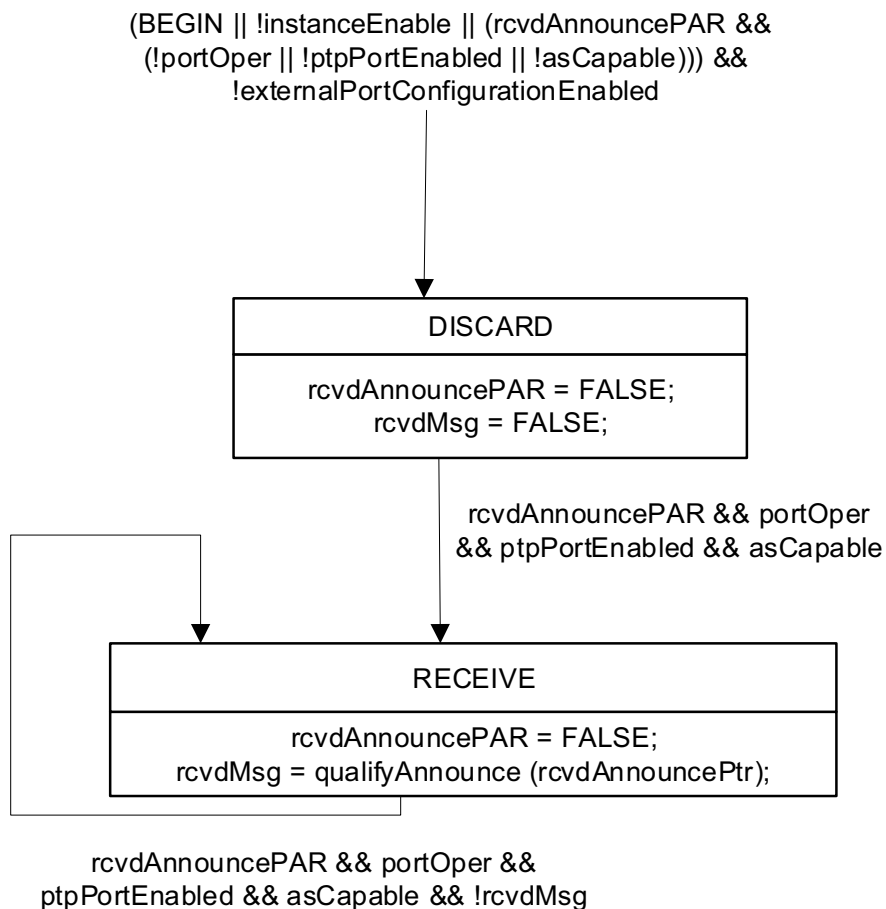 (BEGIN || !instanceEnable || (rcvdAnnouncePAR &&
(!portOper || !ptpPortEnabled || !asCapable))) &&
!externalPortConfigurationEnabled
DISCARD
rcvdAnnouncePAR = FALSE;
rcvdMsg = FALSE;
rcvdAnnouncePAR && portOper
&& ptpPortEnabled && asCapable
RECEIVE
rcvdAnnouncePAR = FALSE;
rcvdMsg = qualifyAnnounce (rcvdAnnouncePtr);
rcvdAnnouncePAR && portOper &&
ptpPortEnabled && asCapable && !rcvdMsg